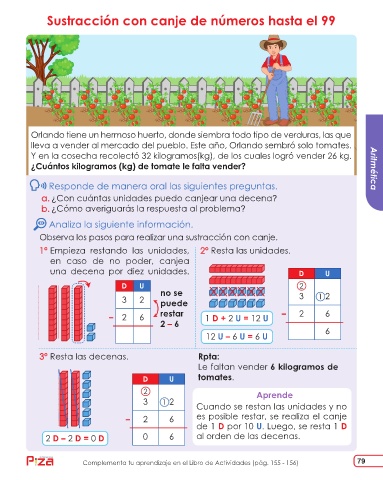 Sustracción con canje de números hasta el 99
Orlando tiene un hermoso huerto, donde siembra todo tipo de verduras, las que
lleva a vender al mercado del pueblo. Este año, Orlando sembró solo tomates.
Y en la cosecha recolectó 32 kilogramos(kg), de los cuales logró vender 26 kg.
¿Cuántos kilogramos (kg) de tomate le falta vender?
Aritmética
Responde de manera oral las siguientes preguntas.
a. ¿Con cuántas unidades puedo canjear una decena?
b. ¿Cómo averiguarás la respuesta al problema?
Analiza la siguiente información.
Observa los pasos para realizar una sustracción con canje.
1° Empieza restando las unidades,
en caso de no poder, canjea
una decena por diez unidades.
D U
3 2
- 2 6
no se
puede
restar
2 – 6
2° Resta las unidades.
1 D + 2 U = 12 U
12 U – 6 U = 6 U
D U
2
3 1 2
- 2 6
6
3° Resta las decenas.
2 D – 2 D = 0 D
D U
2
3 1 2
- 2 6
0 6
Rpta:
Le faltan vender 6 kilogramos de
tomates.
Aprende
Cuando se restan las unidades y no
es posible restar, se realiza el canje
de 1 D por 10 U. Luego, se resta 1 D
al orden de las decenas.
Piza
Complementa tu aprendizaje en el Libro de Actividades (pág. 155 - 156)
79